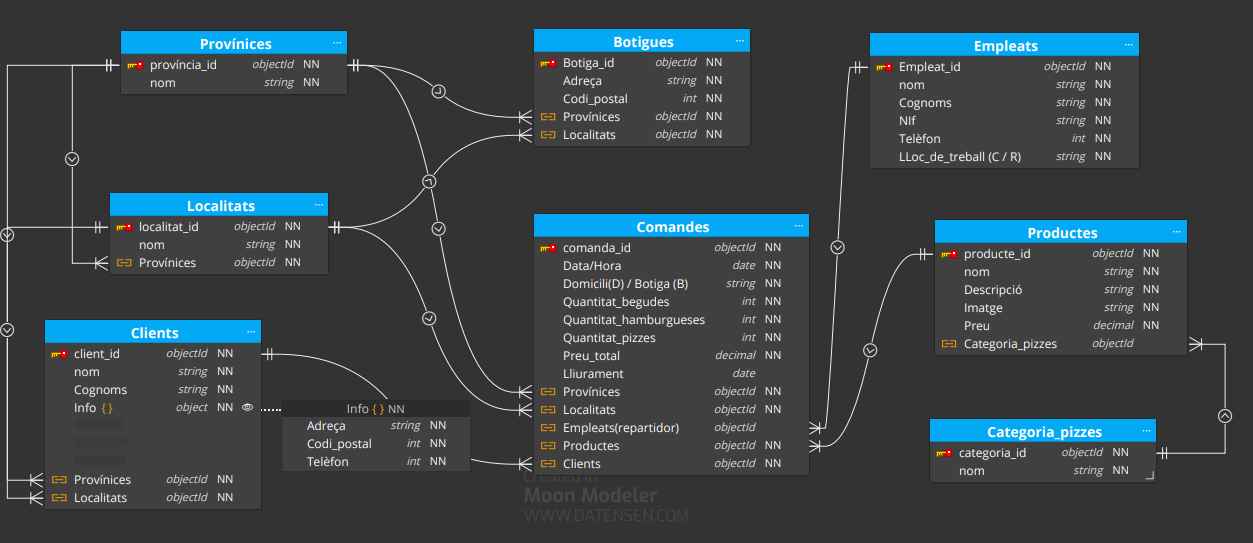 Provínices ...
província_id objectId NN
nom string NN
Botigues ...
Botiga_id objectId NN
Adreça string NN
Codi_postal int NN
Provínices objectId NN
Localitats objectId NN
Empleats ...
Empleat_id objectId NN
nom string NN
Cognoms string NN
NIf string NN
Telèfon int NN
LLoc_de_treball (C / R) string NN
Localitats ...
localitat_id objectId NN
nom string NN
Provínices objectId NN
Comandes ...
comanda_id objectId NN
Data/Hora date NN
Domicili(D) / Botiga (B) string NN
Quantitat_begudes int NN
Quantitat_hamburgueses int NN
Quantitat_pizzes int NN
Preu_total decimal NN
Lliurament date
Provínices objectId NN
Localitats objectId NN
Empleats(repartidor) objectId
Productes objectId NN
Clients objectId NN
Productes ...
producte_id objectId NN
nom string NN
Descripció string NN
Imatge string NN
Preu decimal NN
Categoria_pizzes objectId
Clients ...
client_id objectId NN
nom string NN
Cognoms string NN
Info { } object NN
Provínices objectId NN
Localitats objectId NN
Info { } NN
Adreça string NN
Codi_postal int NN
Telèfon int NN
Categoria_pizzes ...
categoria_id objectId NN
nom string NN
Created in
Moon Modeler
WWW.DATENSEN.COM